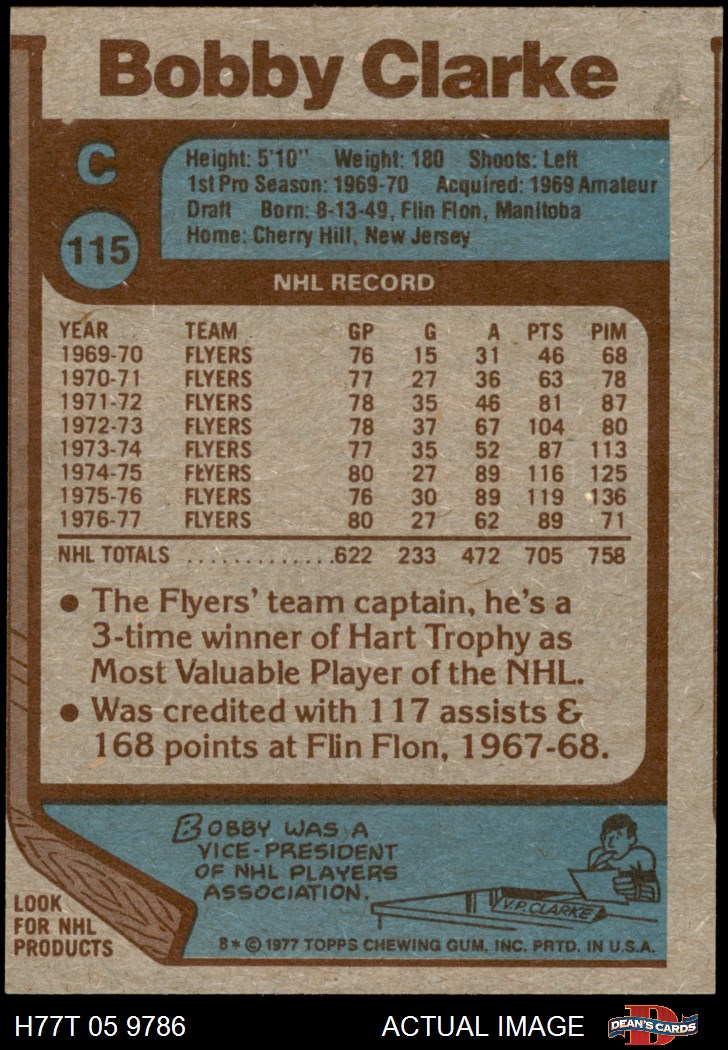 Bobby Clarke
C
115
Height: 5'10" Weight: 180 Shoots: Left
1st Pro Season: 1969-70 Acquired: 1969 Amateur
Draft Born: 8-13-49, Flin Flon, Manitoba
Home: Cherry Hill, New Jersey
NHL RECORD
YEAR TEAM GP G A PTS PIM
1969-70 FLYERS 76 15 31 46 68
1970-71 FLYERS 77 27 36 63 78
1971-72 FLYERS 78 35 46 81 87
1972-73 FLYERS 78 37 67 104 80
1973-74 FLYERS 77 35 52 87 113
1974-75 FLYERS 80 27 89 116 125
1975-76 FLYERS 76 30 89 119 136
1976-77 FLYERS 80 27 62 89 71
NHL TOTALS .............622 233 472 705 758
• The Flyers' team captain, he's a
3-time winner of Hart Trophy as
Most Valuable Player of the NHL.
• Was credited with 117 assists &
168 points at Flin Flon, 1967-68.
BOBBY WAS A
VICE-PRESIDENT
OF NHL PLAYERS
ASSOCIATION.
V.P. CLARKE
LOOK
FOR NHL
PRODUCTS
8*© 1977 TOPPS CHEWING GUM, INC. PRTD. IN U.S.A.
H77T 05 9786 ACTUAL IMAGE
D
DEAN'S CARDS